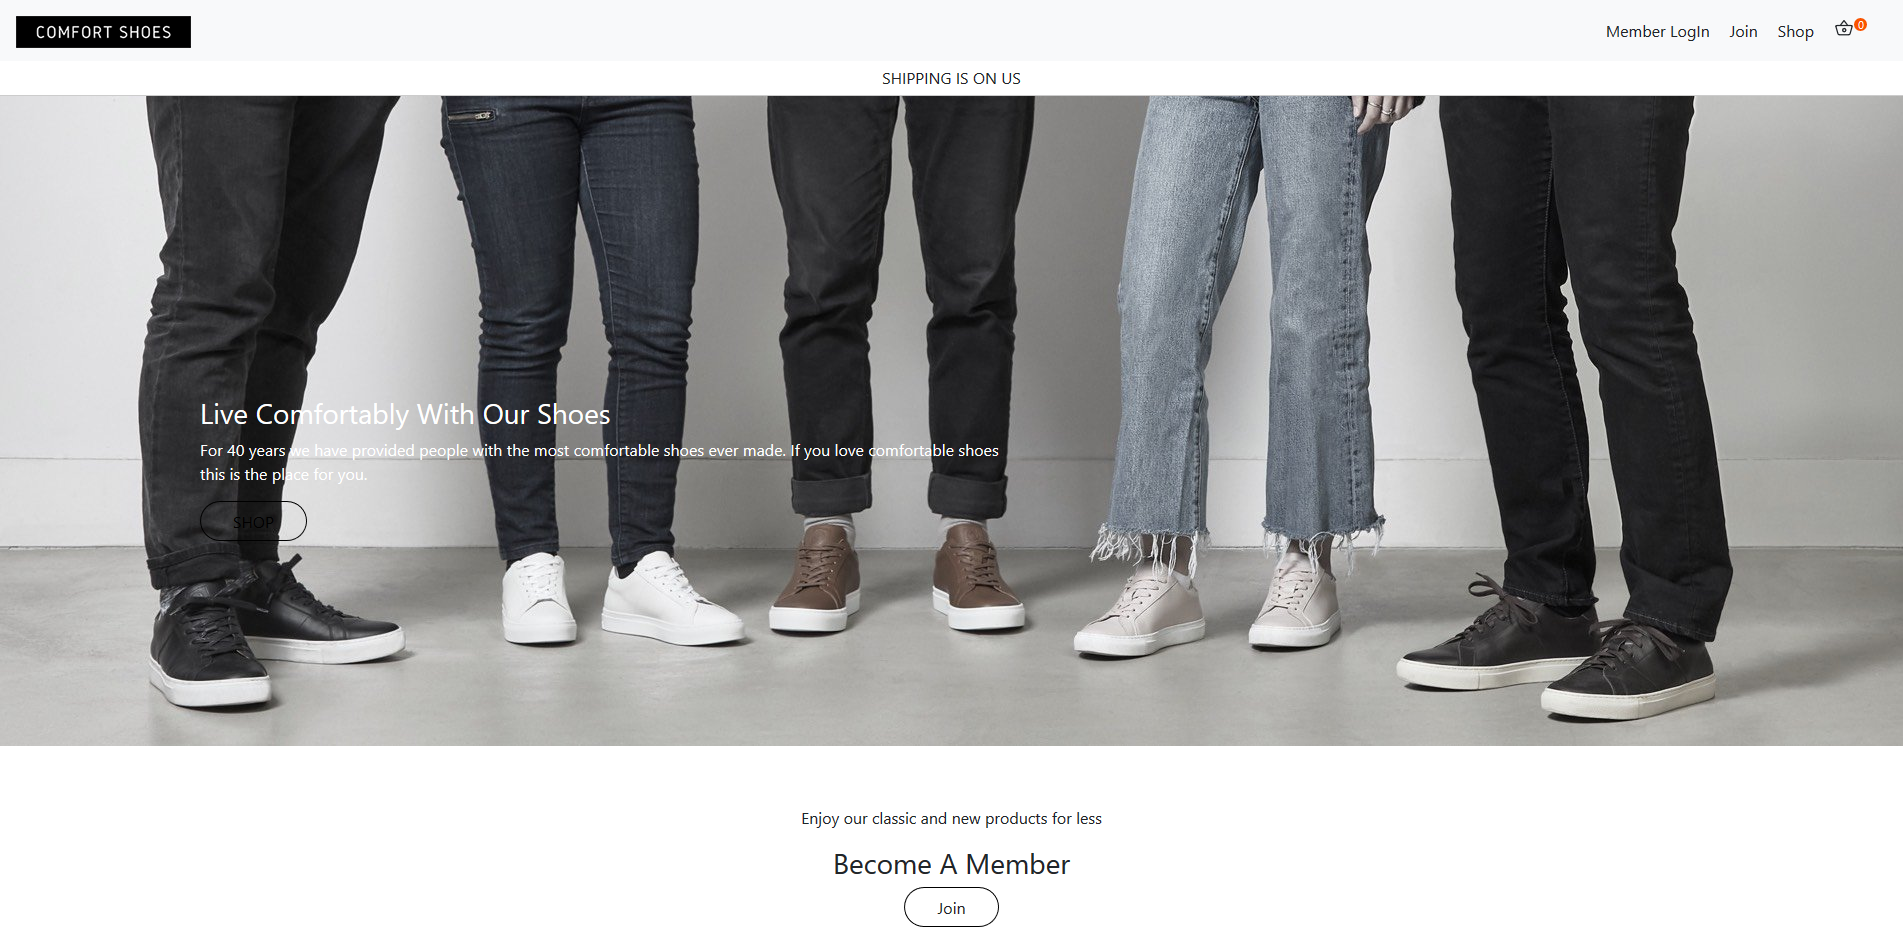 COMFORT SHOES
Member LogIn Join Shop 0
SHIPPING IS ON US
Live Comfortably With Our Shoes
For 40 years we have provided people with the most comfortable shoes ever made. If you love comfortable shoes
this is the place for you.
SHOP
Enjoy our classic and new products for less
Become A Member
Join